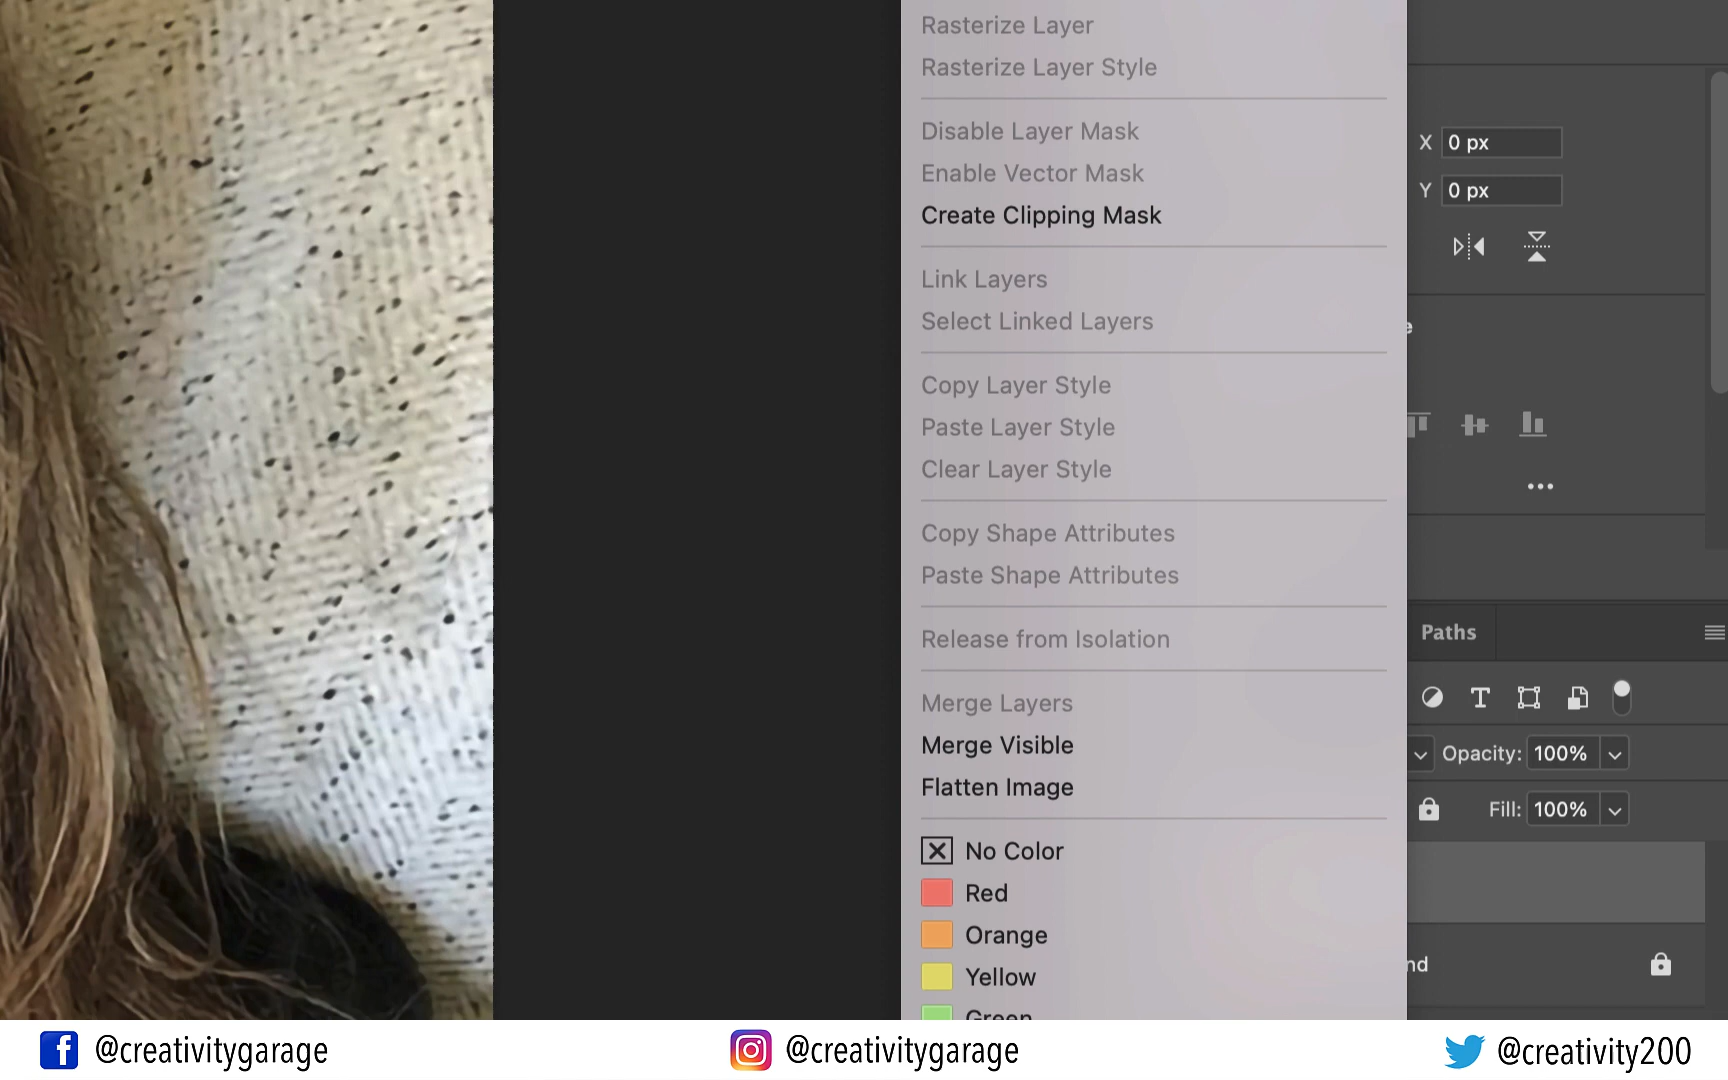 Rasterize Layer
Rasterize Layer Style
Disable Layer Mask
Enable Vector Mask
Create Clipping Mask
Link Layers
Select Linked Layers
Copy Layer Style
Paste Layer Style
Clear Layer Style
Copy Shape Attributes
Paste Shape Attributes
Release from Isolation
Merge Layers
Merge Visible
Flatten Image
No Color
Red
Orange
Yellow
Green
X 0 px
Y 0 px
e
Paths
T
Opacity: 100%
Fill: 100%
nd
f @creativitygarage
@creativitygarage
@creativity200